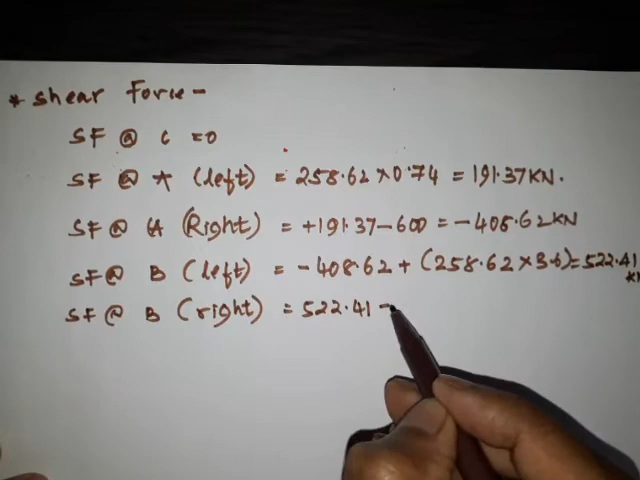 * Shear Force -
SF @ C = 0
SF @ A (left) = 258.62 × 0.74 = 191.37 KN.
SF @ A (Right) = +191.37 - 600 = -408.62 KN
SF @ B (left) = -408.62 + (258.62 × 3.6) = 522.41 KN
SF @ B (right) = 522.41 -